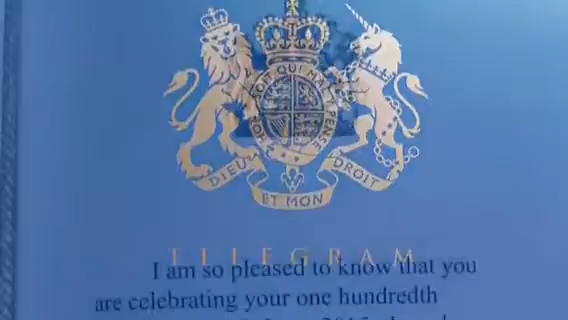 HONI SOIT QUI MAL Y PENSE
DIEU ET MON DROIT
TELEGRAM
I am so pleased to know that you
are celebrating your one hundredth